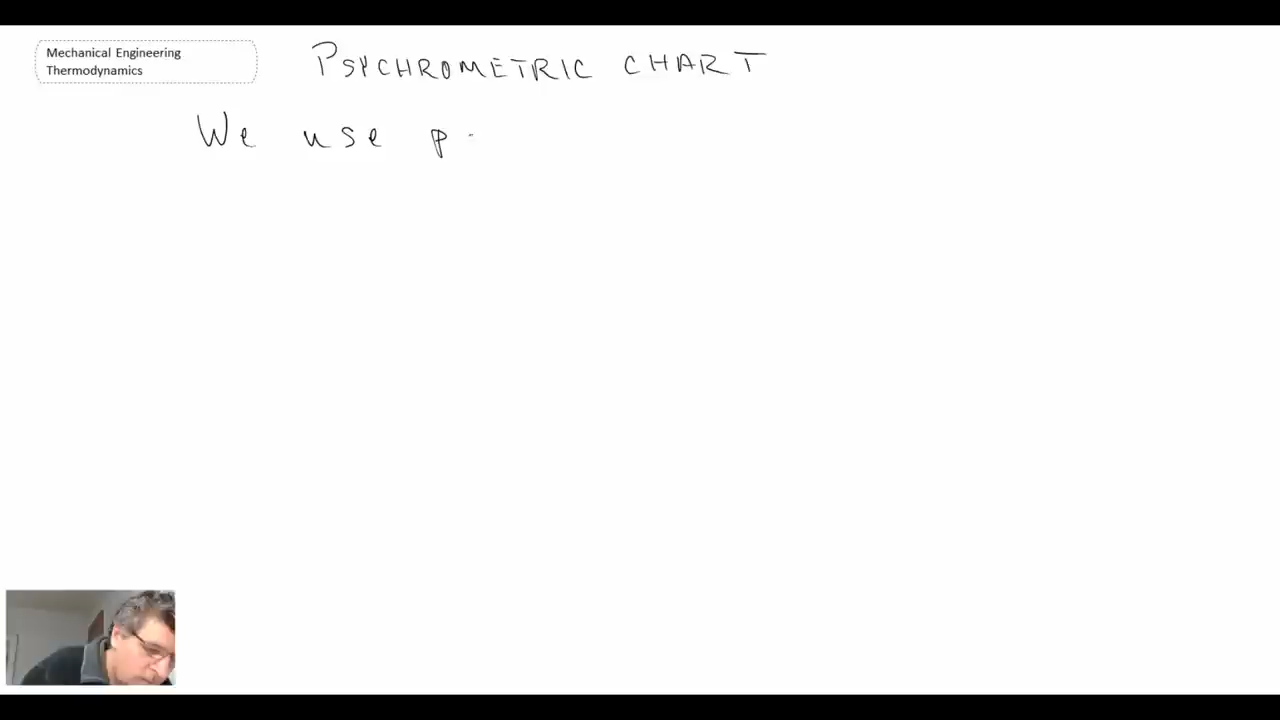 Mechanical Engineering
Thermodynamics
PSYCHROMETRIC CHART
We use p